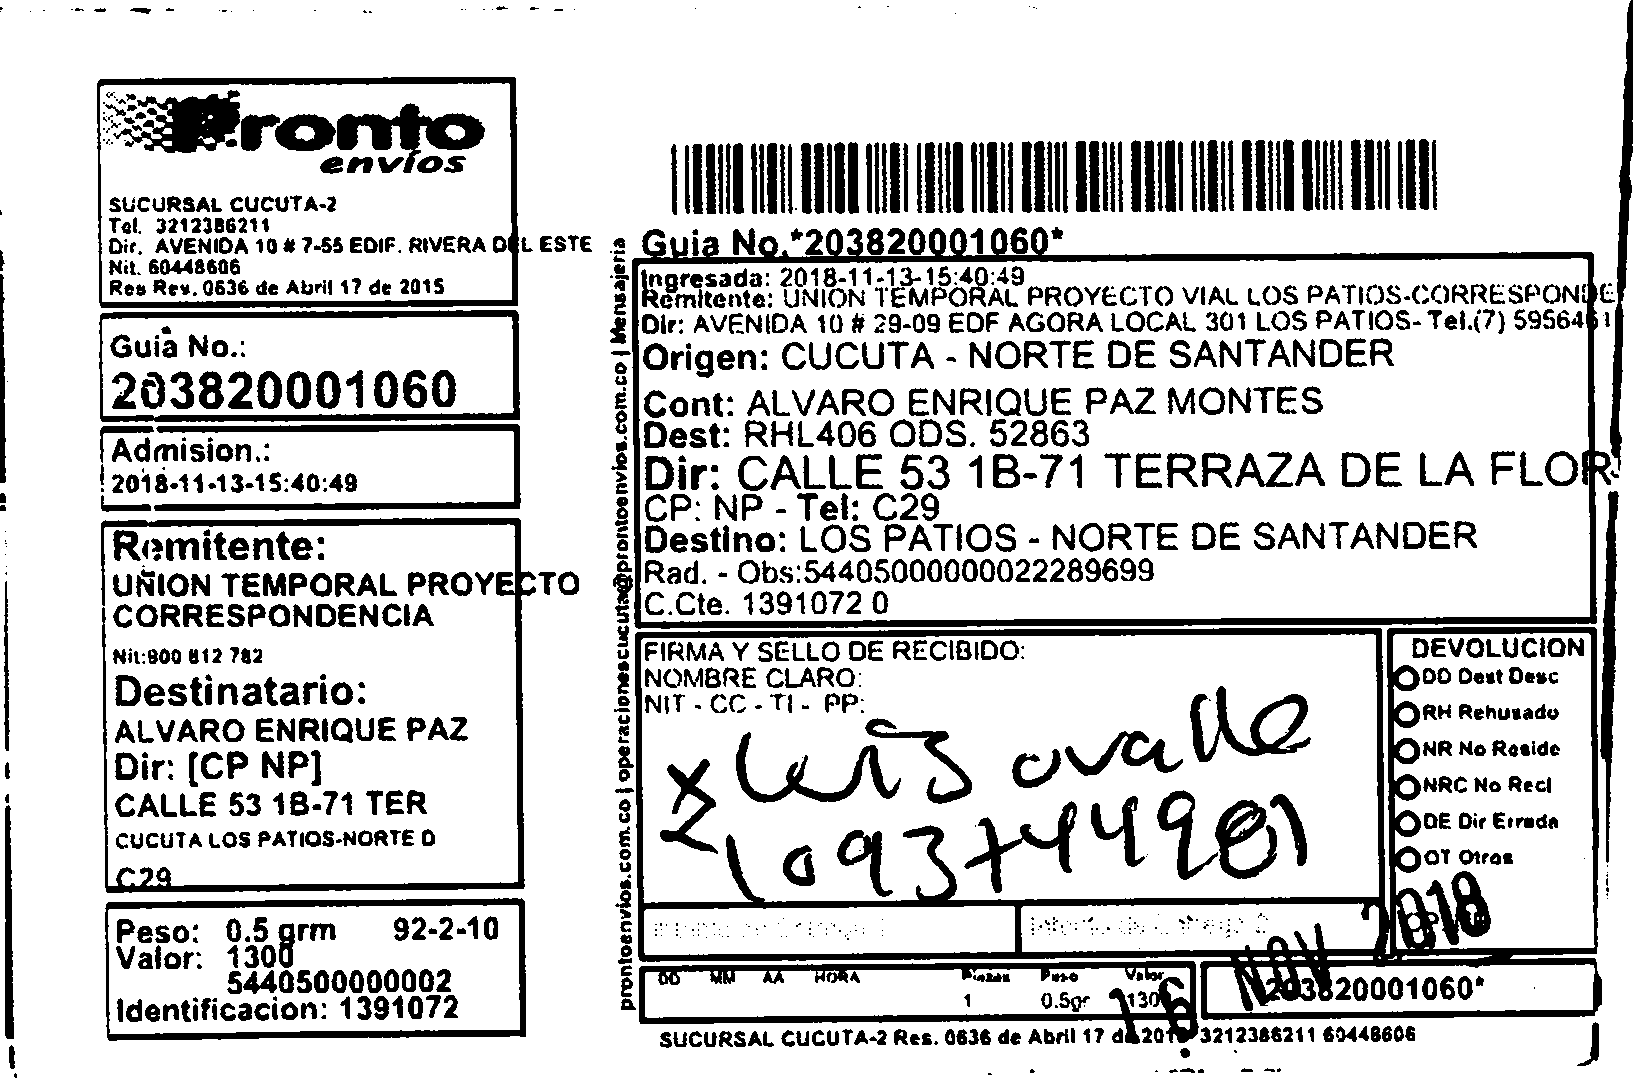 Pronto
envíos
SUCURSAL CUCUTA-2
Tel. 3212386211
Dir. AVENIDA 10 # 7-55 EDIF. RIVERA DEL ESTE
Nit. 60448606
Res Rev. 0636 de Abril 17 de 2015
Guia No.:
203820001060
Admision.:
2018-11-13-15:40:49
Remitente:
UNION TEMPORAL PROYECTO
CORRESPONDENCIA
Nit:900 812 782
Destinatario:
ALVARO ENRIQUE PAZ
Dir: [CP NP]
CALLE 53 1B-71 TER
CUCUTA LOS PATIOS-NORTE D
C29
Peso: 0.5 grm 92-2-10
Valor: 1300
5440500000002
Identificacion: 1391072
prontoenvios.com.co | operacionescucuta@prontoenvios.com.co | Mensajeria
Guia No.*203820001060*
Ingresada: 2018-11-13-15:40:49
Remitente: UNION TEMPORAL PROYECTO VIAL LOS PATIOS-CORRESPONDE
Dir: AVENIDA 10 # 29-09 EDF AGORA LOCAL 301 LOS PATIOS- Tel.(7) 5956461
Origen: CUCUTA - NORTE DE SANTANDER
Cont: ALVARO ENRIQUE PAZ MONTES
Dest: RHL406 ODS. 52863
Dir: CALLE 53 1B-71 TERRAZA DE LA FLOR
CP: NP - Tel: C29
Destino: LOS PATIOS - NORTE DE SANTANDER
Rad. - Obs:54405000000022289699
C.Cte. 1391072 0
FIRMA Y SELLO DE RECIBIDO:
NOMBRE CLARO:
NIT - CC - TI - PP:
x Luis ovalle
1093744981
DEVOLUCION
DD Dest Desc
RH Rehusado
NR No Reside
NRC No Recl
DE Dir Errada
OT Otros
16 NOV 2018
DD MM AA HORA Piezas Peso Valor
1 0.5gr 130
*203820001060*
SUCURSAL CUCUTA-2 Res. 0636 de Abril 17 de 201 3212386211 60448606